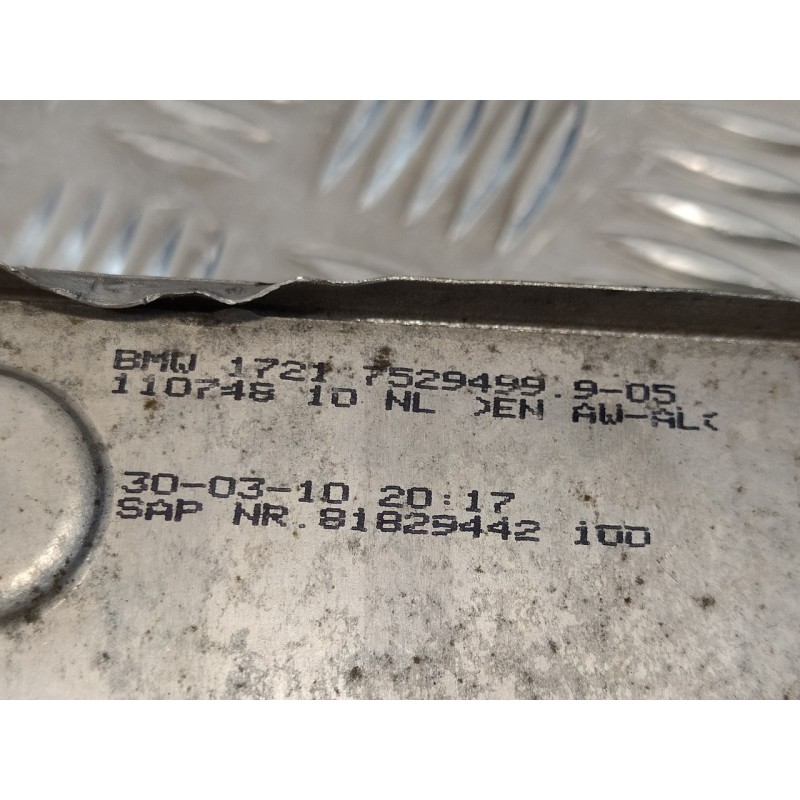 BMW 1721 7529499.9-05
110748 10 NL >EN AW-AL<
30-03-10 20:17
SAP NR.81829442 100